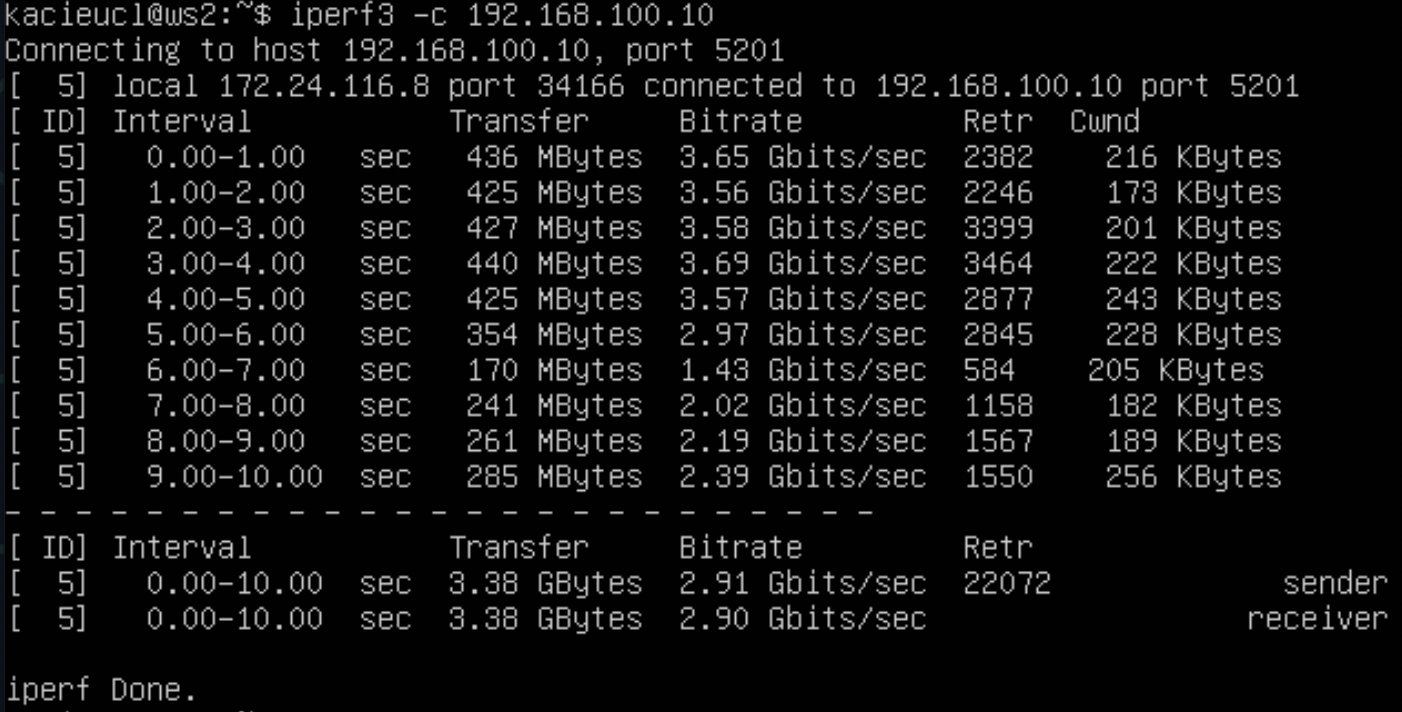 kacieucl@ws2:~$ iperf3 -c 192.168.100.10
Connecting to host 192.168.100.10, port 5201
[  5] local 172.24.116.8 port 34166 connected to 192.168.100.10 port 5201
[ ID] Interval           Transfer     Bitrate         Retr  Cwnd
[  5]   0.00-1.00   sec   436 MBytes  3.65 Gbits/sec  2382    216 KBytes
[  5]   1.00-2.00   sec   425 MBytes  3.56 Gbits/sec  2246    173 KBytes
[  5]   2.00-3.00   sec   427 MBytes  3.58 Gbits/sec  3399    201 KBytes
[  5]   3.00-4.00   sec   440 MBytes  3.69 Gbits/sec  3464    222 KBytes
[  5]   4.00-5.00   sec   425 MBytes  3.57 Gbits/sec  2877    243 KBytes
[  5]   5.00-6.00   sec   354 MBytes  2.97 Gbits/sec  2845    228 KBytes
[  5]   6.00-7.00   sec   170 MBytes  1.43 Gbits/sec  584    205 KBytes
[  5]   7.00-8.00   sec   241 MBytes  2.02 Gbits/sec  1158    182 KBytes
[  5]   8.00-9.00   sec   261 MBytes  2.19 Gbits/sec  1567    189 KBytes
[  5]   9.00-10.00  sec   285 MBytes  2.39 Gbits/sec  1550    256 KBytes
- - - - - - - - - - - - - - - - - - - - - - - - -
[ ID] Interval           Transfer     Bitrate         Retr
[  5]   0.00-10.00  sec  3.38 GBytes  2.91 Gbits/sec  22072             sender
[  5]   0.00-10.00  sec  3.38 GBytes  2.90 Gbits/sec                  receiver

iperf Done.